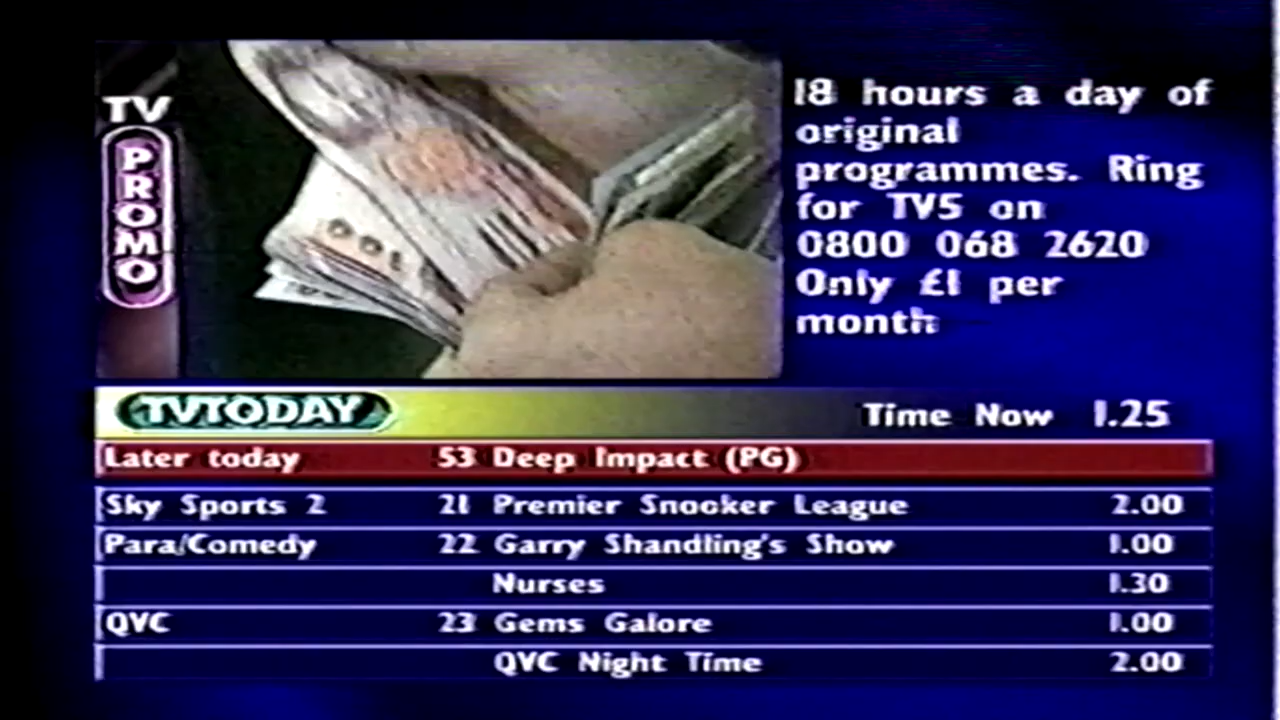 TV
PROMO
18 hours a day of
original
programmes. Ring
for TV5 on
0800 068 2620
Only £1 per
month
TVTODAY Time Now 1.25
Later today 53 Deep Impact (PG)
Sky Sports 2 21 Premier Snooker League 2.00
Para/Comedy 22 Garry Shandling's Show 1.00
Nurses 1.30
QVC 23 Gems Galore 1.00
QVC Night Time 2.00